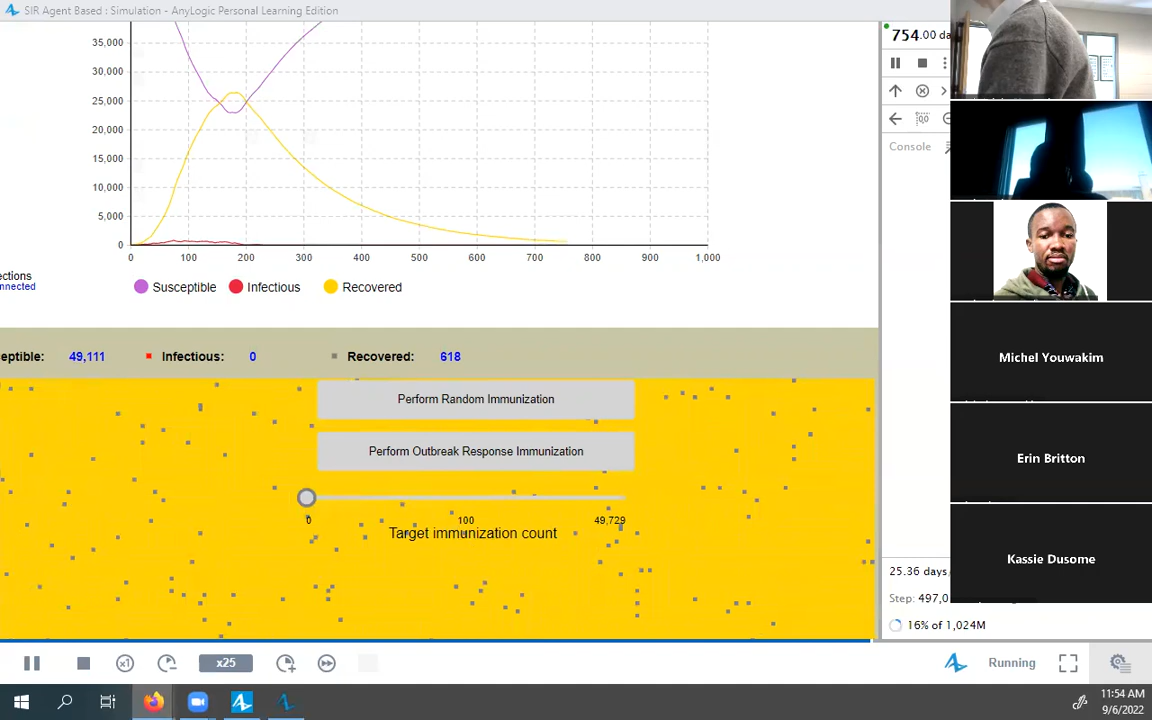 SIR Agent Based : Simulation - AnyLogic Personal Learning Edition
35,000
30,000
25,000
20,000
15,000
10,000
5,000
0
0 100 200 300 400 500 600 700 800 900 1,000
ections
nnected
Susceptible Infectious Recovered
eptible: 49,111 Infectious: 0 Recovered: 618
Perform Random Immunization
Perform Outbreak Response Immunization
0 100 49,729
Target immunization count
754.00 da
Console
25.36 days
Step: 497,0
16% of 1,024M
Michel Youwakim
Erin Britton
Kassie Dusome
x1
x25
Running
11:54 AM
9/6/2022